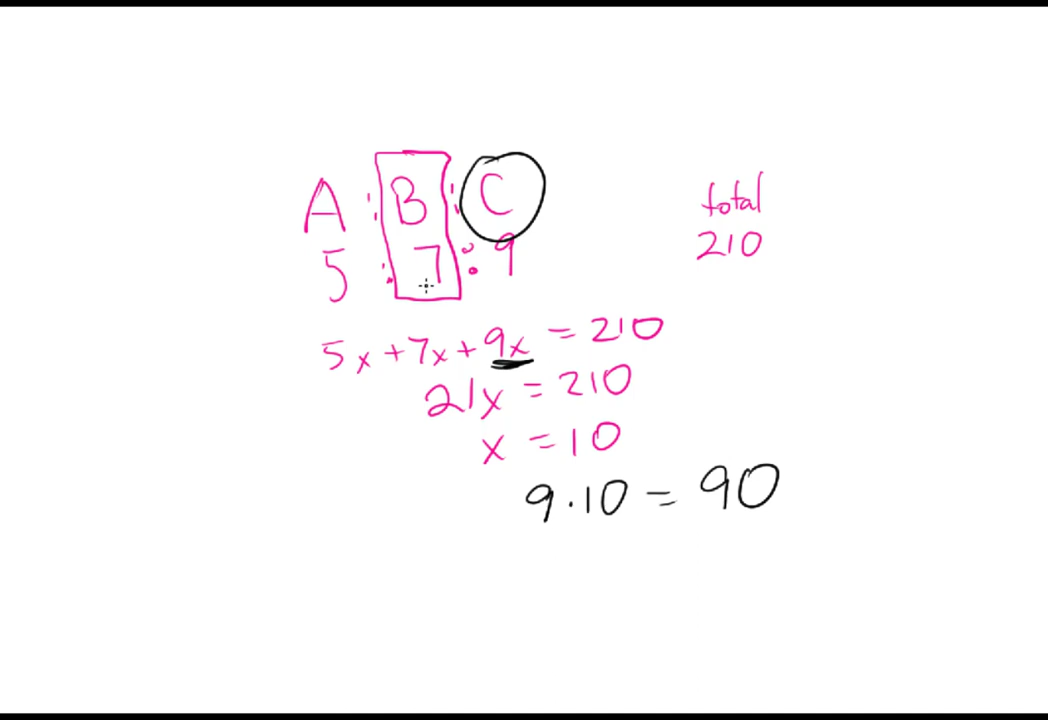 A : B : C
total
5 : 7 : 9
210
5x + 7x + 9x = 210
21x = 210
x = 10
9 · 10 = 90